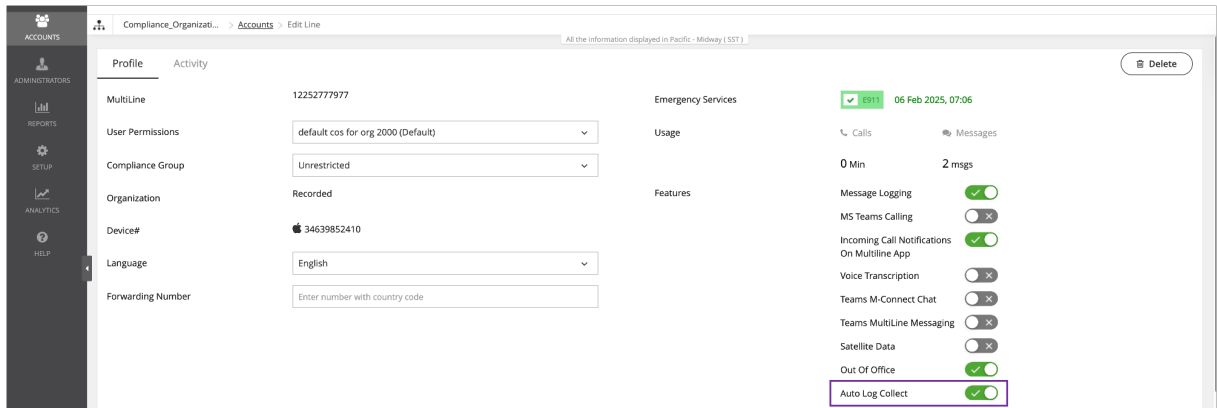 ACCOUNTS
ADMINISTRATORS
REPORTS
SETUP
ANALYTICS
HELP
Compliance_Organizati... > Accounts > Edit Line
All the information displayed in Pacific - Midway ( SST )
Profile Activity
Delete
MultiLine 12252777977
User Permissions default cos for org 2000 (Default)
Compliance Group Unrestricted
Organization Recorded
Device# 34639852410
Language English
Forwarding Number Enter number with country code
Emergency Services E911 06 Feb 2025, 07:06
Usage Calls Messages
0 Min 2 msgs
Features Message Logging
MS Teams Calling
Incoming Call Notifications
On Multiline App
Voice Transcription
Teams M-Connect Chat
Teams MultiLine Messaging
Satellite Data
Out Of Office
Auto Log Collect